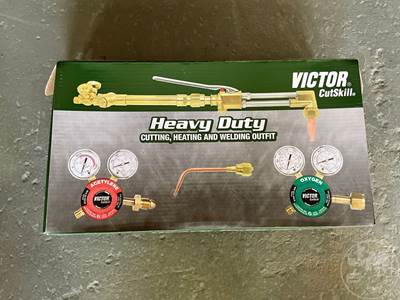 VICTOR
CutSkill
Heavy Duty
CUTTING, HEATING AND WELDING OUTFIT
ACETYLENE
VICTOR
OXYGEN
VICTOR